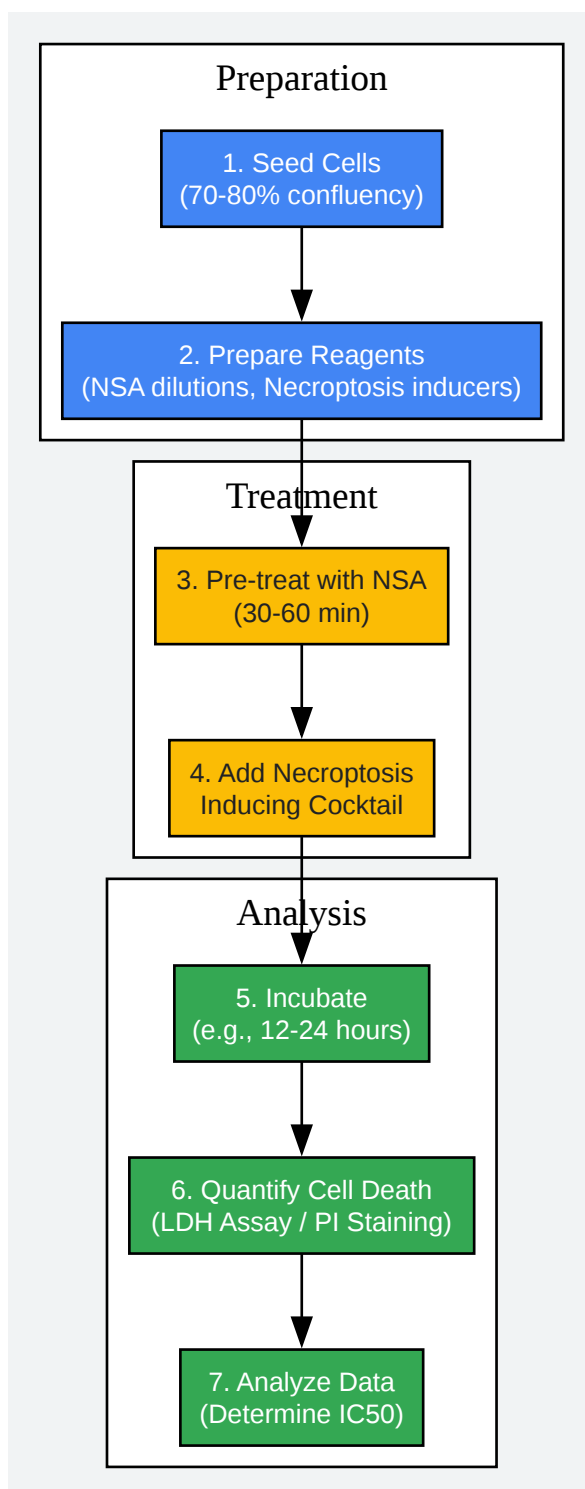 Preparation
1. Seed Cells
(70-80% confluency)
2. Prepare Reagents
(NSA dilutions, Necroptosis inducers)
Treatment
3. Pre-treat with NSA
(30-60 min)
4. Add Necroptosis
Inducing Cocktail
Analysis
5. Incubate
(e.g., 12-24 hours)
6. Quantify Cell Death
(LDH Assay / PI Staining)
7. Analyze Data
(Determine IC50)